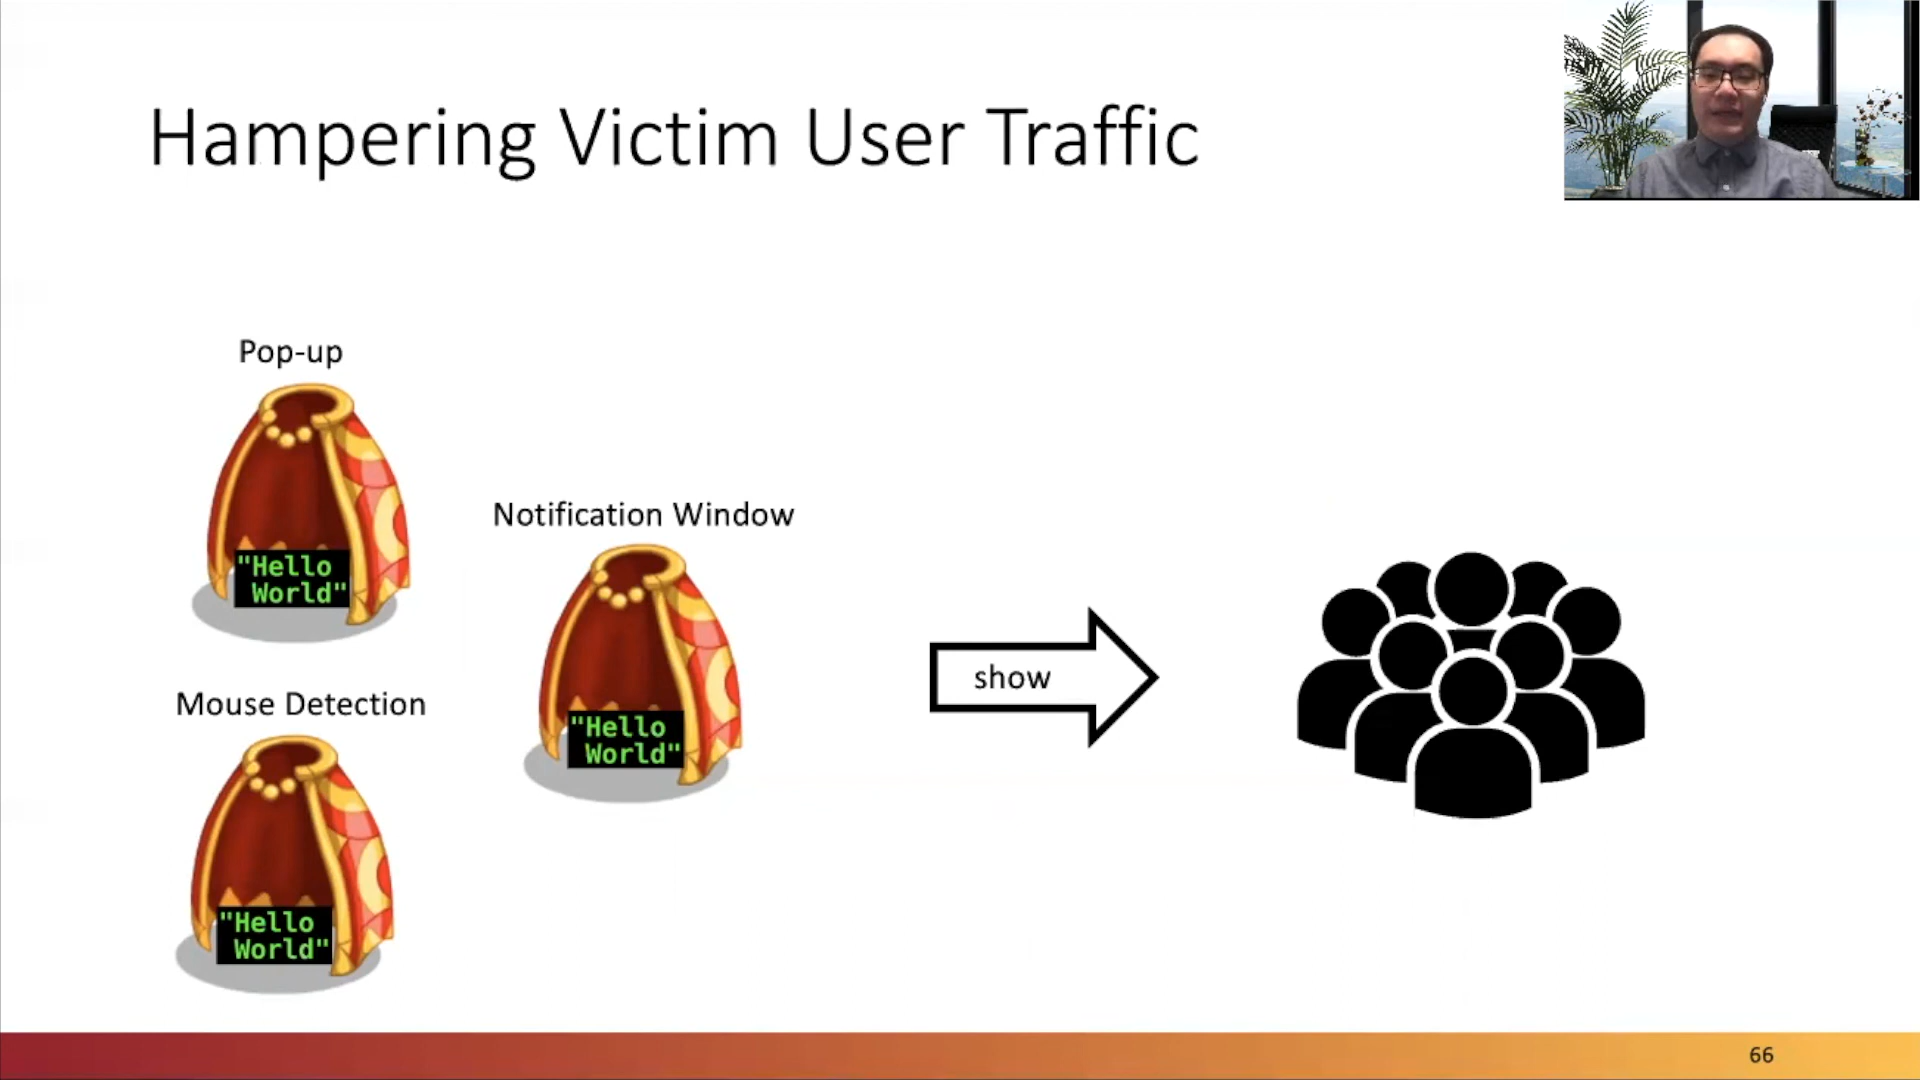 Hampering Victim User Traffic
Pop-up
"Hello
World"
Notification Window
"Hello
World"
show
Mouse Detection
"Hello
World"
66